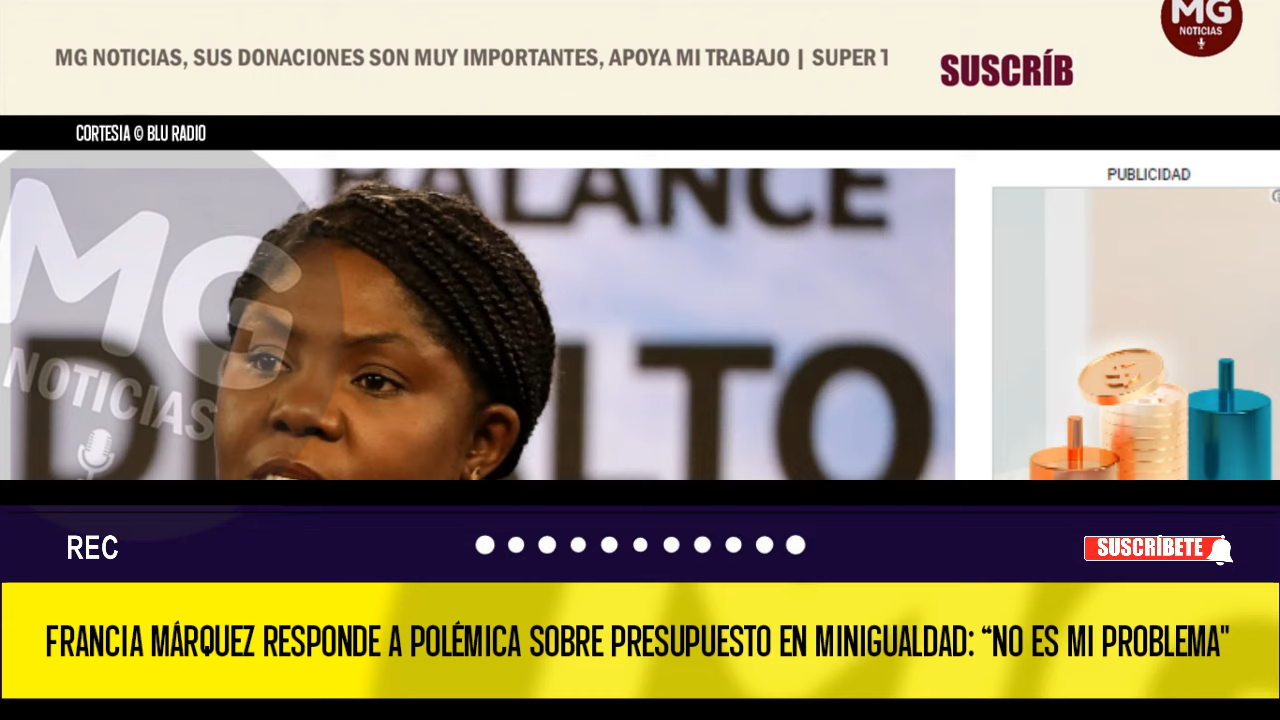 MG
NOTICIAS
MG NOTICIAS, SUS DONACIONES SON MUY IMPORTANTES, APOYA MI TRABAJO | SUPER T
SUSCRÍB
CORTESIA © BLU RADIO
PUBLICIDAD
BALANCE
MG
NOTICIAS
REC
SUSCRÍBETE
FRANCIA MÁRQUEZ RESPONDE A POLÉMICA SOBRE PRESUPUESTO EN MINIGUALDAD: “NO ES MI PROBLEMA"